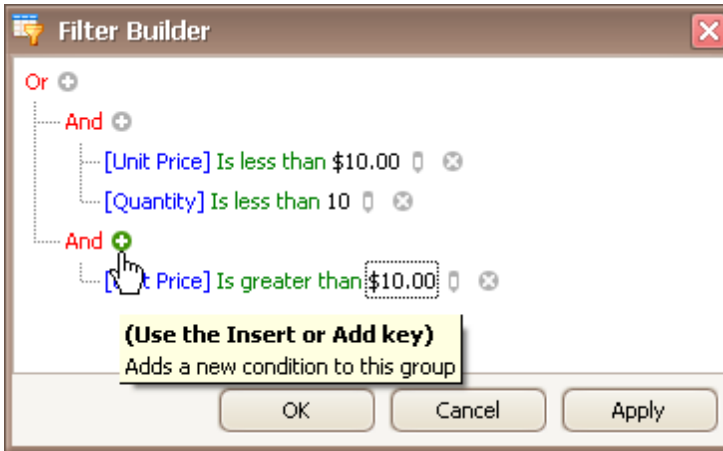 Filter Builder
Or
And
[Unit Price] Is less than $10.00
[Quantity] Is less than 10
And
Price] Is greater than $10.00
(Use the Insert or Add key)
Adds a new condition to this group
OK Cancel Apply